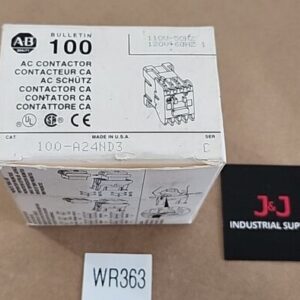 AB
BULLETIN
100
AC CONTACTOR
CONTACTEUR CA
AC SCHÜTZ
CONTACTOR CA
CONTATOR CA
CONTATTORE CA
110V-50HZ
120V-60HZ 1
CAT.
MADE IN U.S.A.
SER
100-A24ND3
C
J&J
INDUSTRIAL SUP
WR363